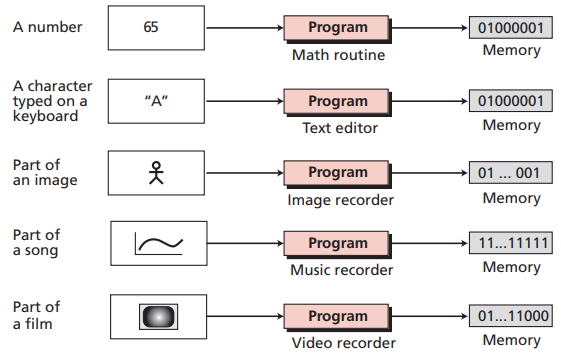 A number 65 Program 01000001
Math routine Memory
A character
typed on a
keyboard
“A” Program 01000001
Text editor Memory
Part of
an image
Program 01 ... 001
Image recorder Memory
Part of
a song
Program 11...11111
Music recorder Memory
Part of
a film
Program 01...11000
Video recorder Memory